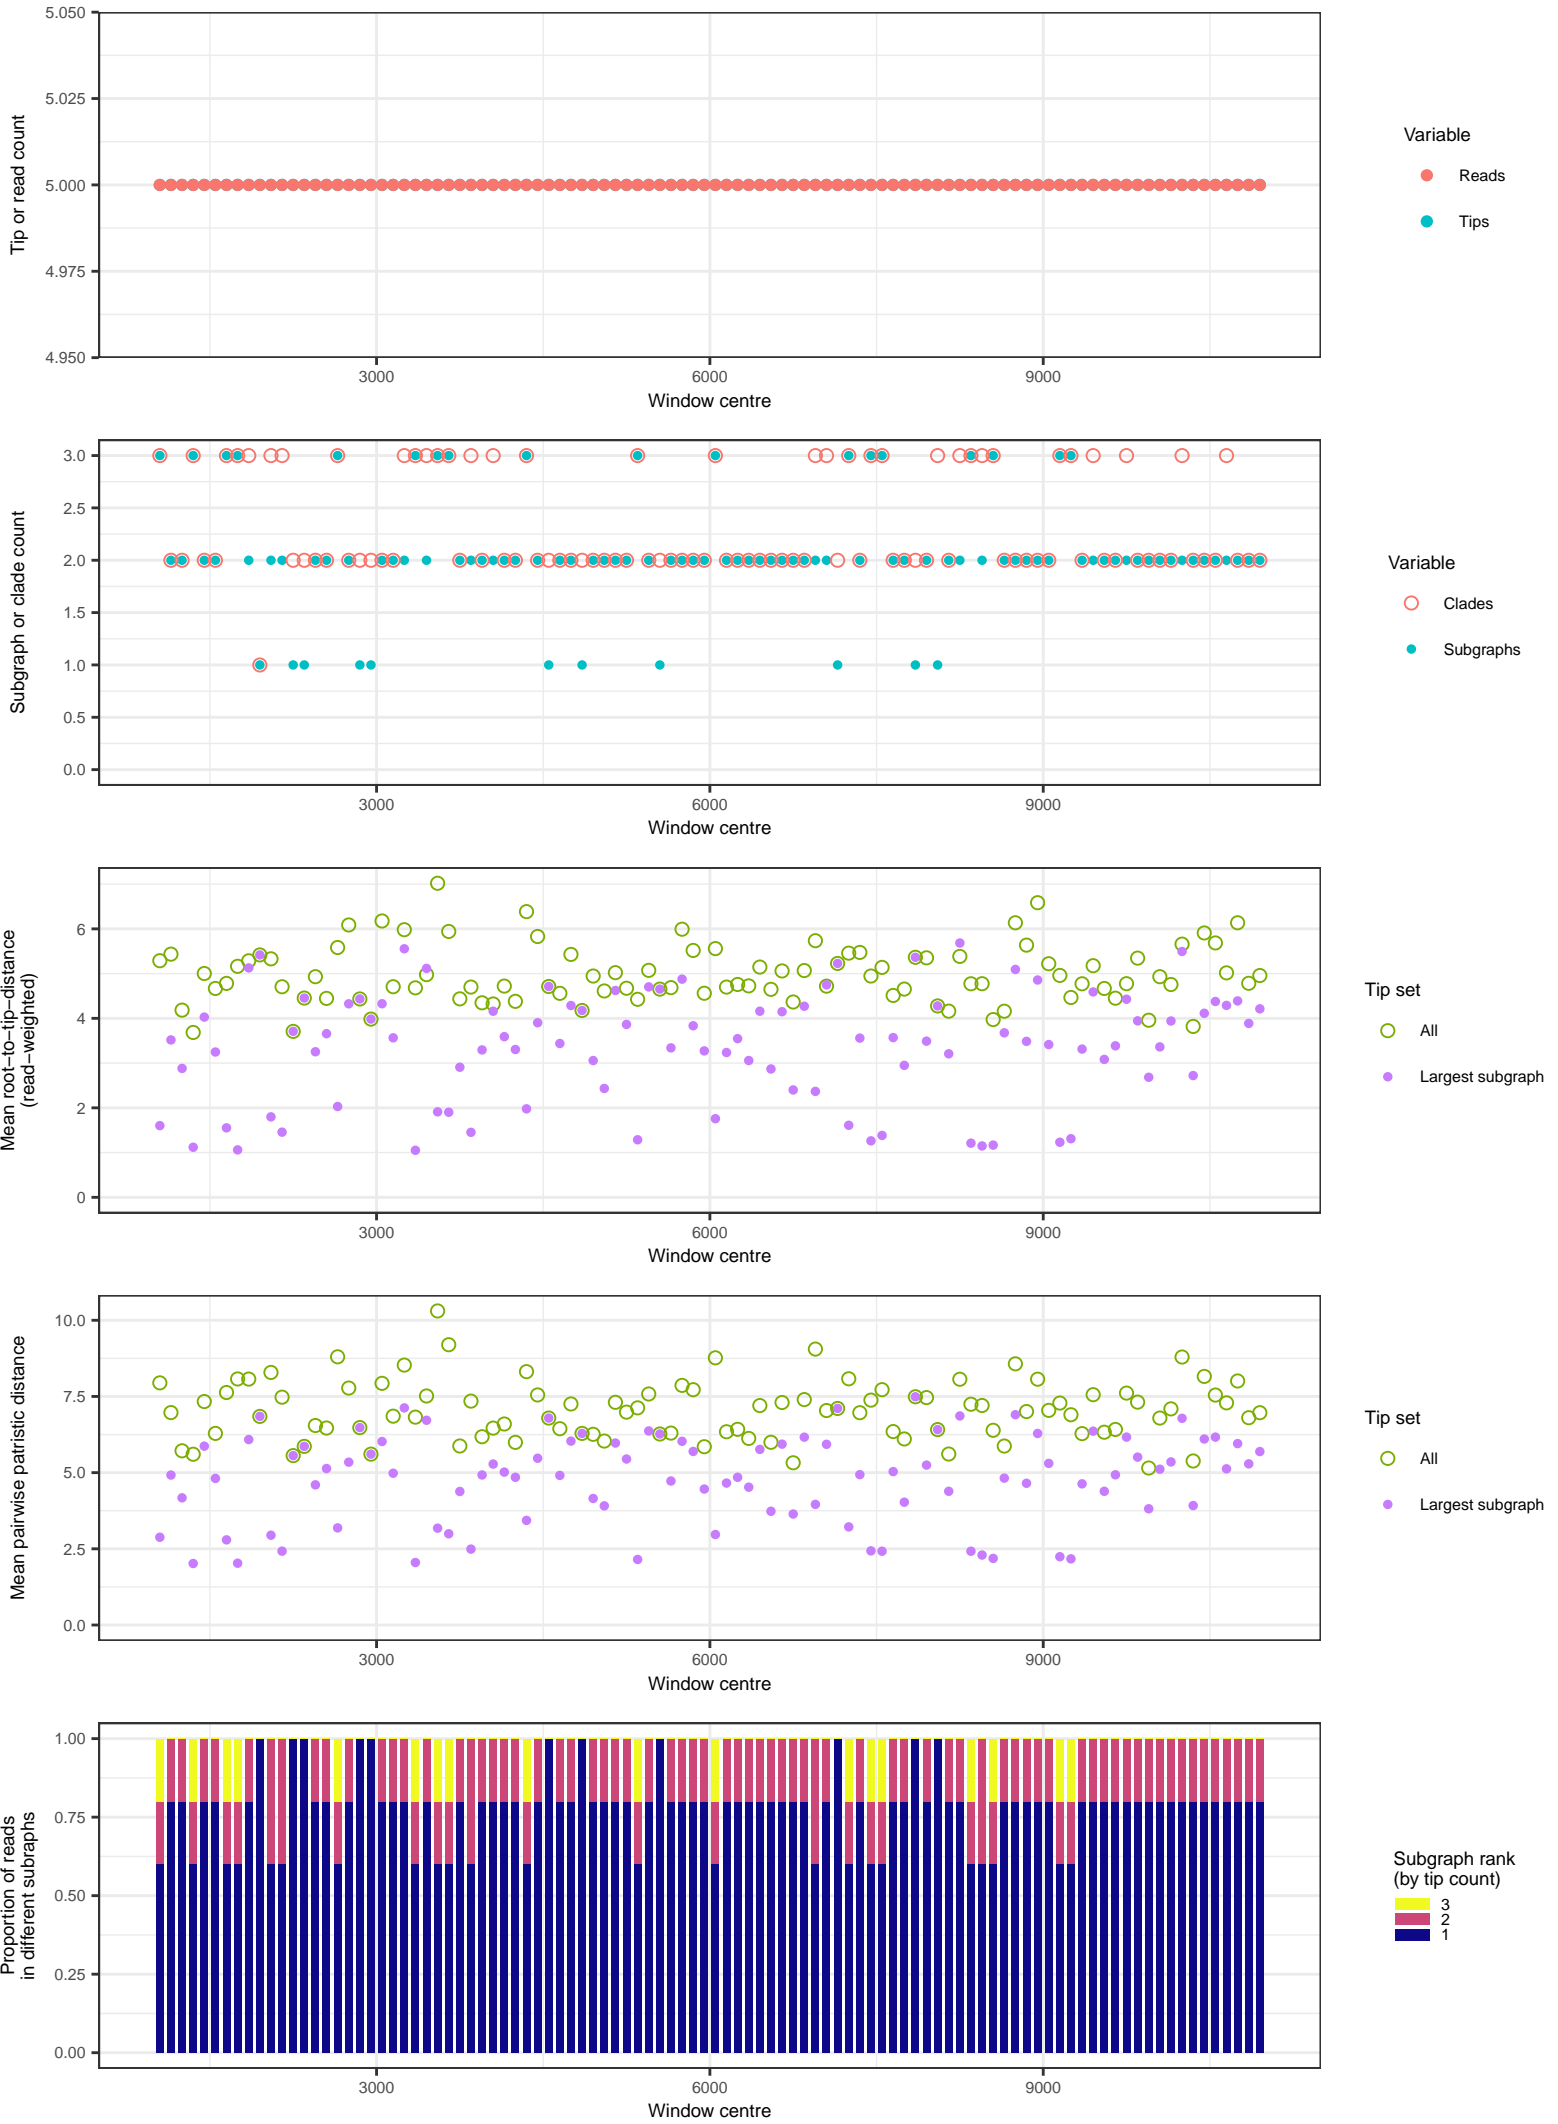 5.050
5.025
5.000
4.975
4.950
Tip or read count
3000
6000
9000
Window centre
Variable
Reads
Tips
3.0
2.5
2.0
1.5
1.0
0.5
0.0
Subgraph or clade count
3000
6000
9000
Window centre
Variable
Clades
Subgraphs
6
4
2
0
Mean root−to−tip−distance
(read−weighted)
3000
6000
9000
Window centre
Tip set
All
Largest subgraph
10.0
7.5
5.0
2.5
0.0
Mean pairwise patristic distance
3000
6000
9000
Window centre
Tip set
All
Largest subgraph
1.00
0.75
0.50
0.25
0.00
Proportion of reads
in different subraphs
3000
6000
9000
Window centre
Subgraph rank
(by tip count)
3
2
1